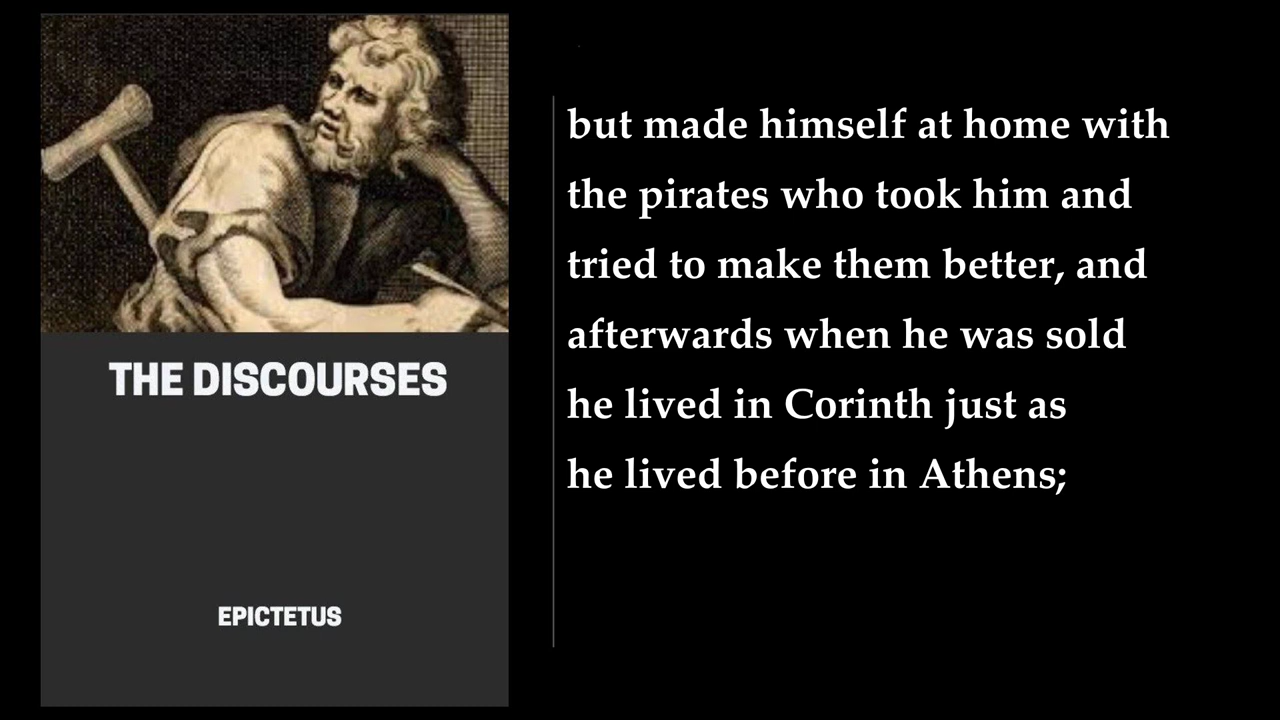 THE DISCOURSES
EPICTETUS
but made himself at home with
the pirates who took him and
tried to make them better, and
afterwards when he was sold
he lived in Corinth just as
he lived before in Athens;